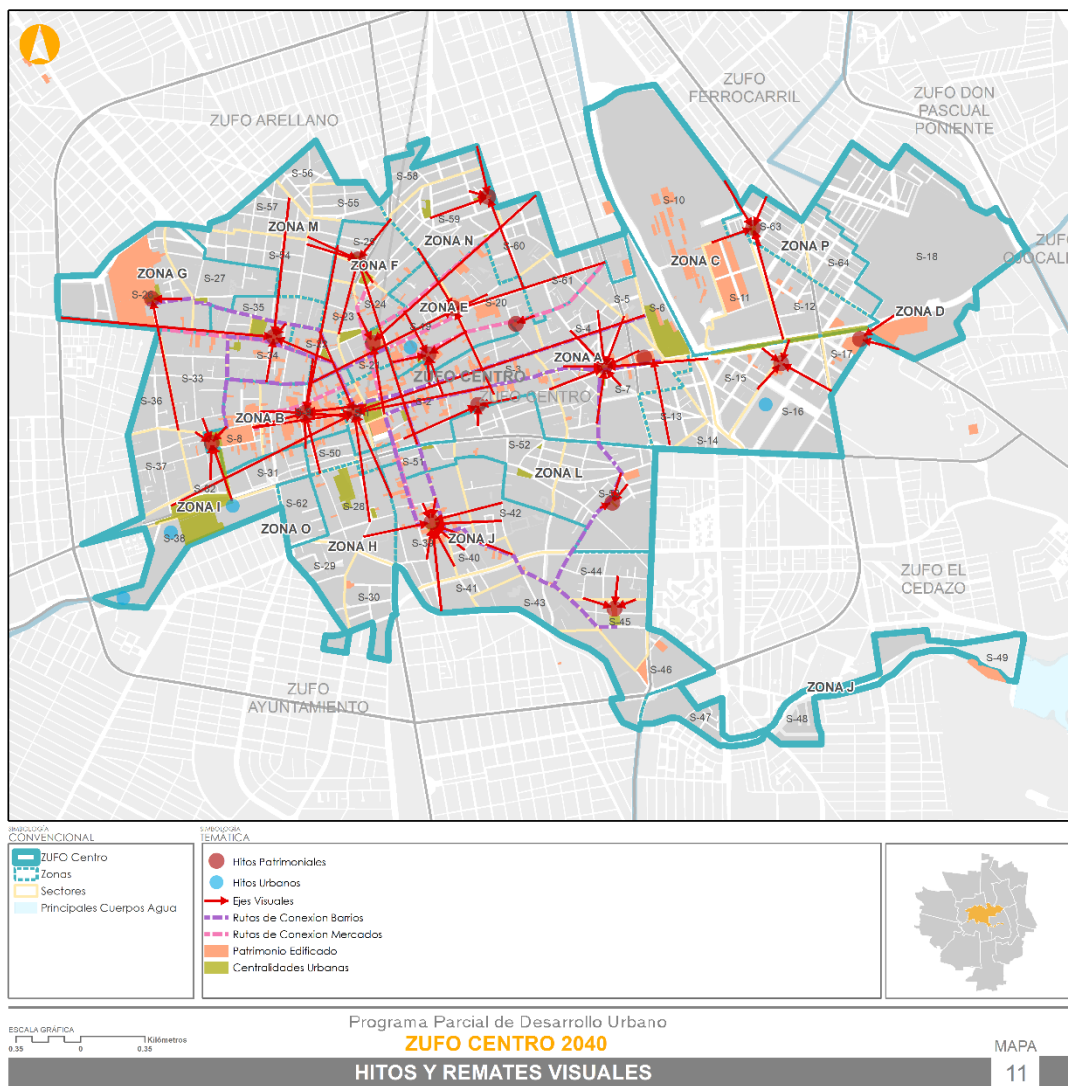 ZUFO
FERROCARRIL
ZUFO DON
PASCUAL
PONIENTE
ZUFO ARELLANO
S-56
S-58
S-55
S-57
S-59
S-10
ZONA M
S-25
ZONA N
S-63
ZONA P
S-54
S-60
ZONA F
ZONA C
S-64
S-18
ZONA G
S-27
S-61
S-24
S-11
S-12
S-35
ZONA E
S-20
S-5
S-6
ZONA D
S-23
S-19
S-4
S-34
S-17
ZONA A
S-21
S-3
S-15
S-33
ZUFO CENTRO
ZUFO CENTRO
S-7
S-36
S-2
S-16
ZONA B
S-13
S-8
S-14
S-50
S-51
S-52
S-37
S-31
ZONA L
S-62
ZONA I
S-28
S-42
S-38
ZONA O
ZONA H
S-39
ZONA J
S-40
S-29
S-44
S-41
ZUFO EL
CEDAZO
S-30
S-43
S-45
S-49
S-46
ZUFO
AYUNTAMIENTO
ZONA J
S-47
S-48
SIMBOLOGÍA
CONVENCIONAL
ZUFO Centro
Zonas
Sectores
Principales Cuerpos Agua
SIMBOLOGÍA
TEMÁTICA
Hitos Patrimoniales
Hitos Urbanos
Ejes Visuales
Rutas de Conexion Barrios
Rutas de Conexion Mercados
Patrimonio Edificado
Centralidades Urbanas
ESCALA GRÁFICA
Kilómetros
0.35 0 0.35
Programa Parcial de Desarrollo Urbano
ZUFO CENTRO 2040
HITOS Y REMATES VISUALES
MAPA
11